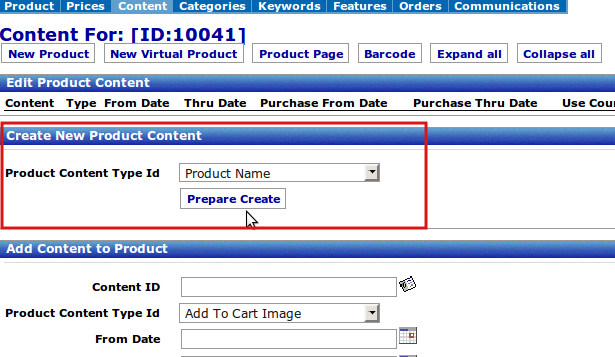 Product Prices Content Categories Keywords Features Orders Communications
Content For: [ID:10041]
New Product New Virtual Product Product Page Barcode Expand all Collapse all
Edit Product Content
Content Type From Date Thru Date Purchase From Date Purchase Thru Date Use Coun
Create New Product Content
Product Content Type Id Product Name
Prepare Create
Add Content to Product
Content ID
Product Content Type Id Add To Cart Image
From Date